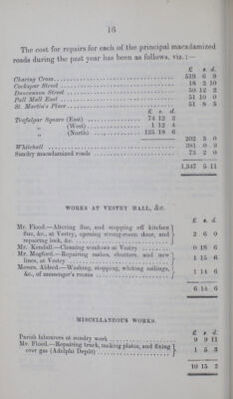 16
The cost for repairs for each of the principal macadamized
roads during the past year has been as follows, viz.:—
£ s. d.
Charing Cross 519 6 9
Cockspur Street 18 2 10
Duncannon Street 50 12 2
Pall Mall East 51 10 0
St. Martin's Place 51 8 5
£ s. d.
Trafalgar Square (East) 74 12 3
„ (West) 1 12 4
„ (North) 125 18 6
202 3 0
Whitehall 381 0 2
Sundry macadamized roads 73 2 0
1,347 5 11
WORKS AT VESTRY HALL, &c.
£ s. d.
Mr. Flood.—Altering flue, and stopping off kitchen
flue, &c., at Vestry, opening strong-room door, and
repairing lock, &c. 2 6 0
Mr. Kendall.—Cleaning windows at Vestry 0 18 6
Mr. Mogford.—Repairing sashes, shutters, and new
lines, at Vestry 1 15 6
Messrs. Aldred.—Washing, stopping, whiting ceilings,
&c., of messenger's rooms 1 14 6
6 14 6
MISCELLANEOUS WORKS.
£ s. d.
Parish labourers at sundry work 9 9 11
Mr. Flood.—Repairing truck, making plates, and fixing
over gas (Adelphi Depôt) 1 5 3
10 15 2